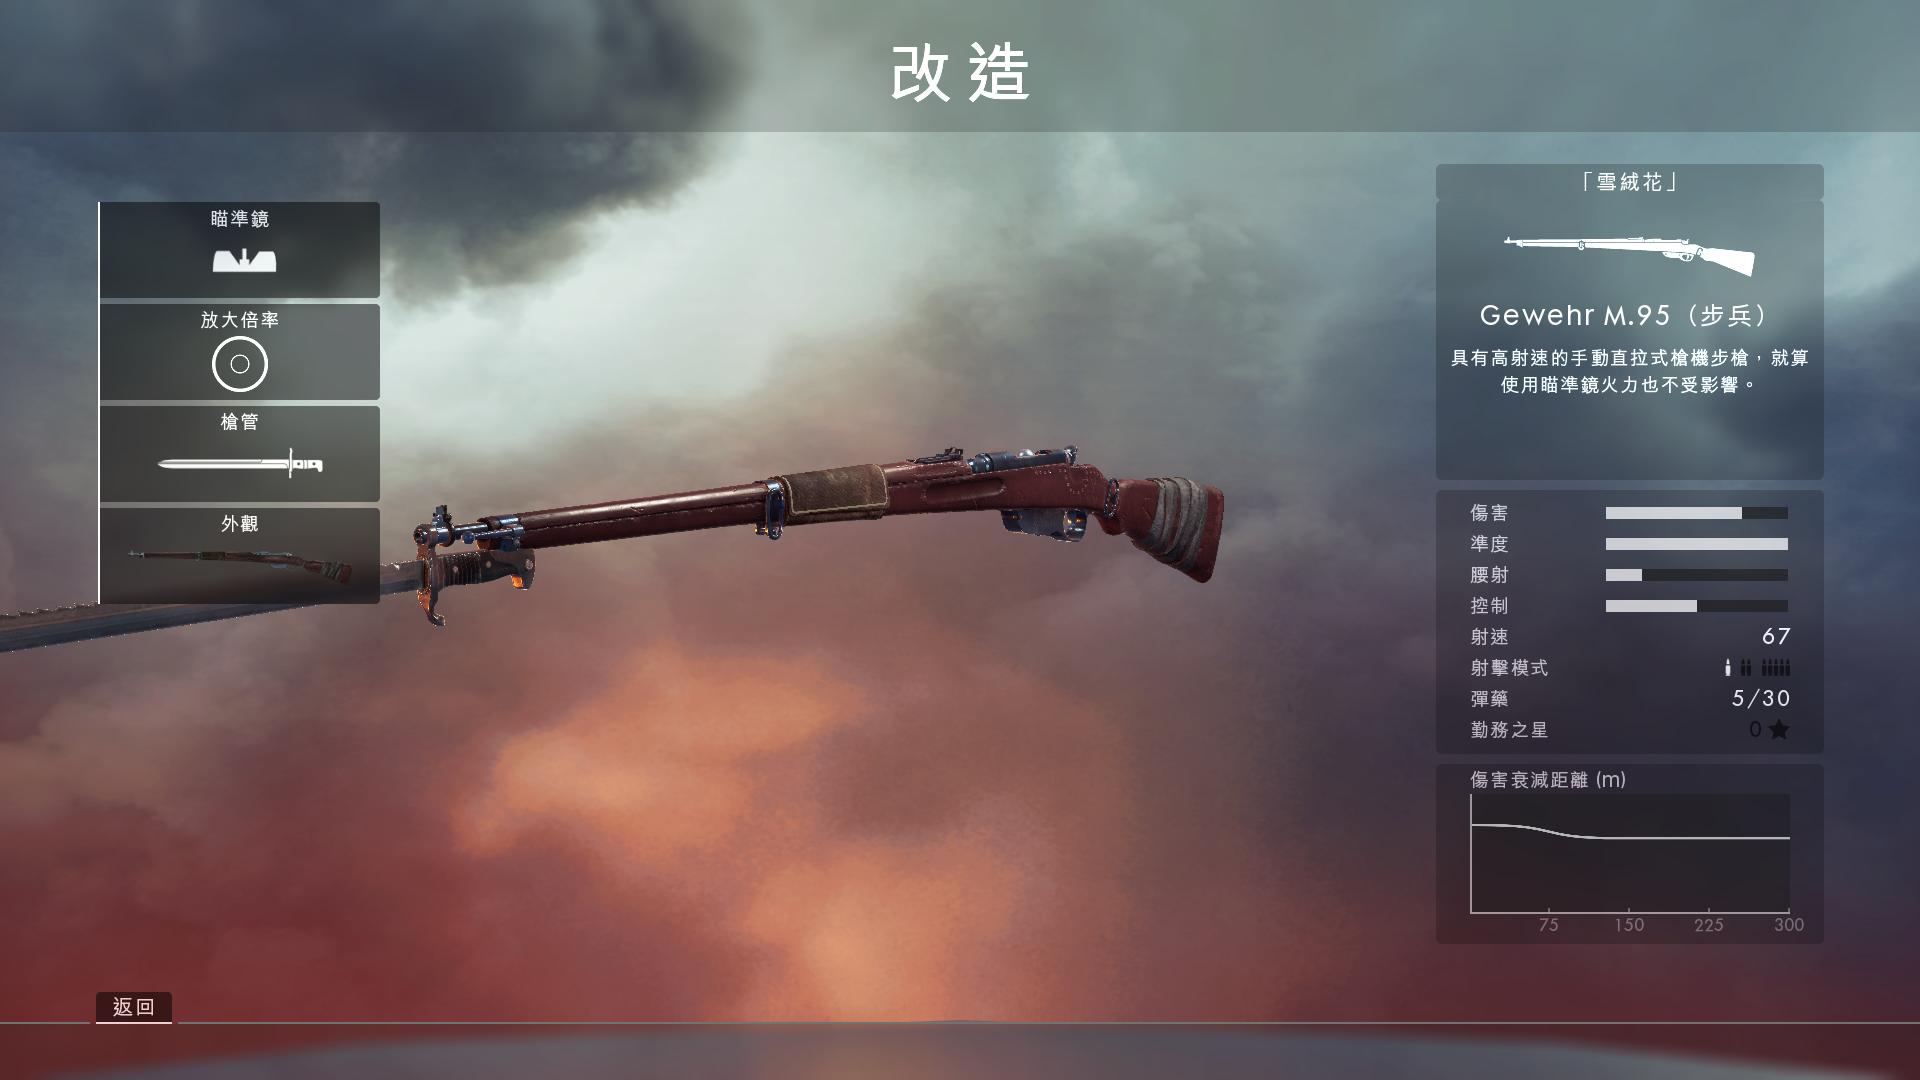 改造
瞄準鏡
放大倍率
槍管
外觀
「雪絨花」
Gewehr M.95（步兵）
具有高射速的手動直拉式槍機步槍，就算
使用瞄準鏡火力也不受影響。
傷害
準度
腰射
控制
射速 67
射擊模式
彈藥 5/30
勤務之星 0
傷害衰減距離 (m)
75 150 225 300
返回